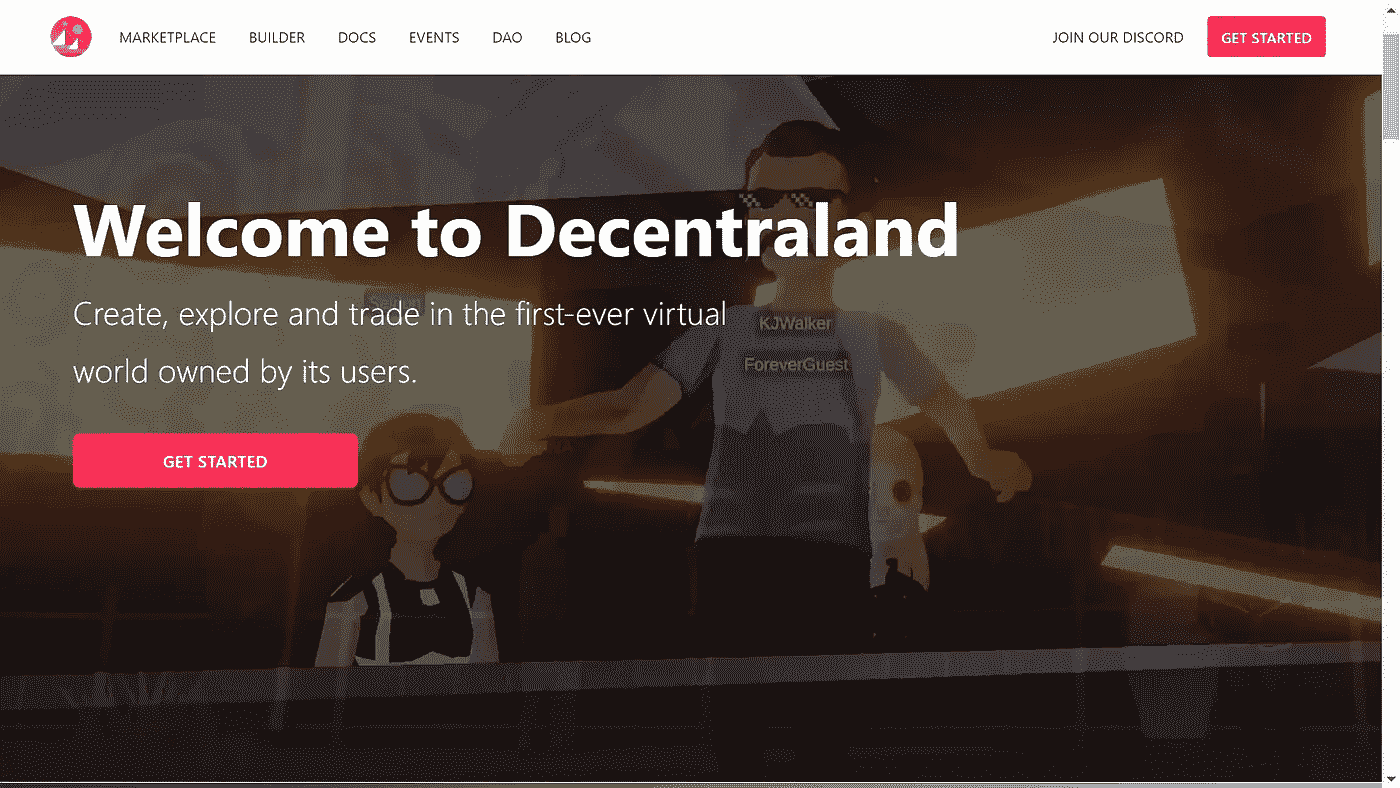 MARKETPLACE BUILDER DOCS EVENTS DAO BLOG JOIN OUR DISCORD GET STARTED
Welcome to Decentraland
Create, explore and trade in the first-ever virtual
world owned by its users.
KJWalker
ForeverGuest
GET STARTED